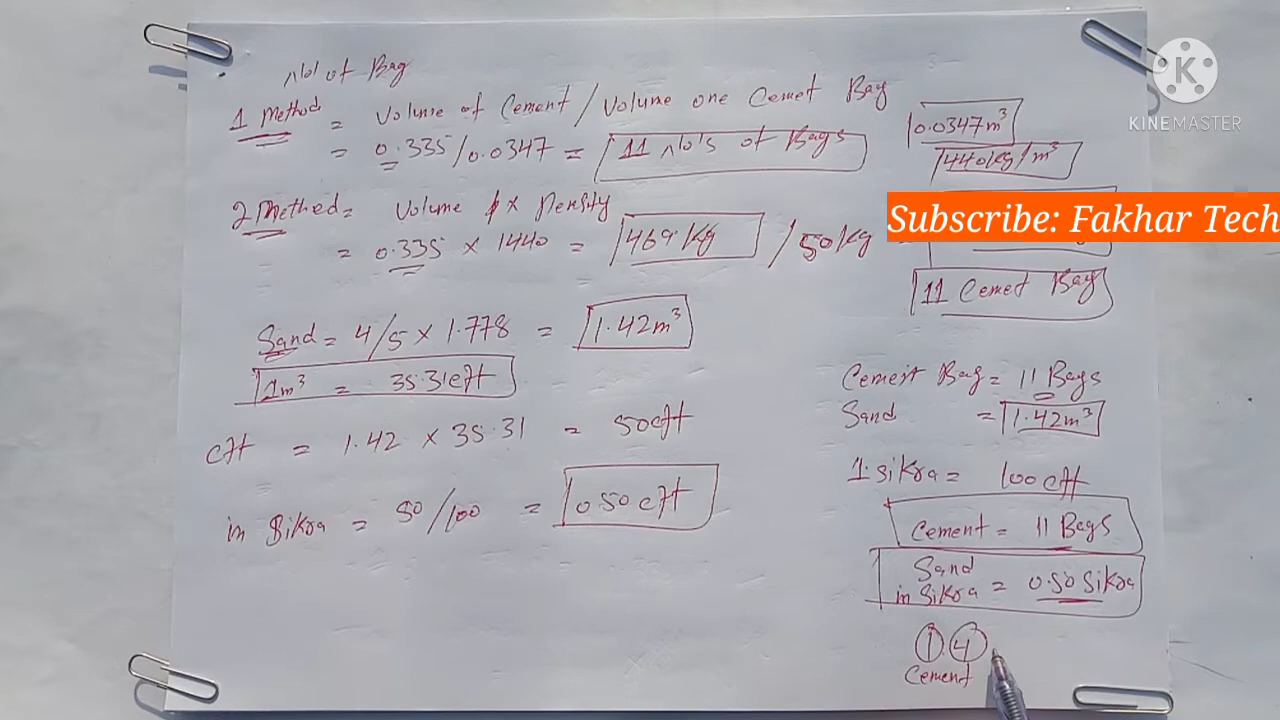 No's of Bag
1 Method = Volume of Cement / Volume one Cemet Bag
= 0.335/0.0347 = 11 No's of Bags
0.0347m³
1440kg/m³
2 Method = Volume x Density
= 0.335 x 1440 = 469 Kg / 50kg =
11 Cemet Bag
Sand = 4/5 x 1.778 = 1.42m³
1m³ = 35.31cft
cft = 1.42 x 35.31 = 50cft
in Sikra = 50/100 = 0.50 cft
Cement Bag = 11 Bags
Sand = 1.42m³
1 Sikra = 100 cft
Cement = 11 Bags
Sand
in Sikra = 0.50 Sikra
1 4
Cement
K
KINEMASTER
Subscribe: Fakhar Tech